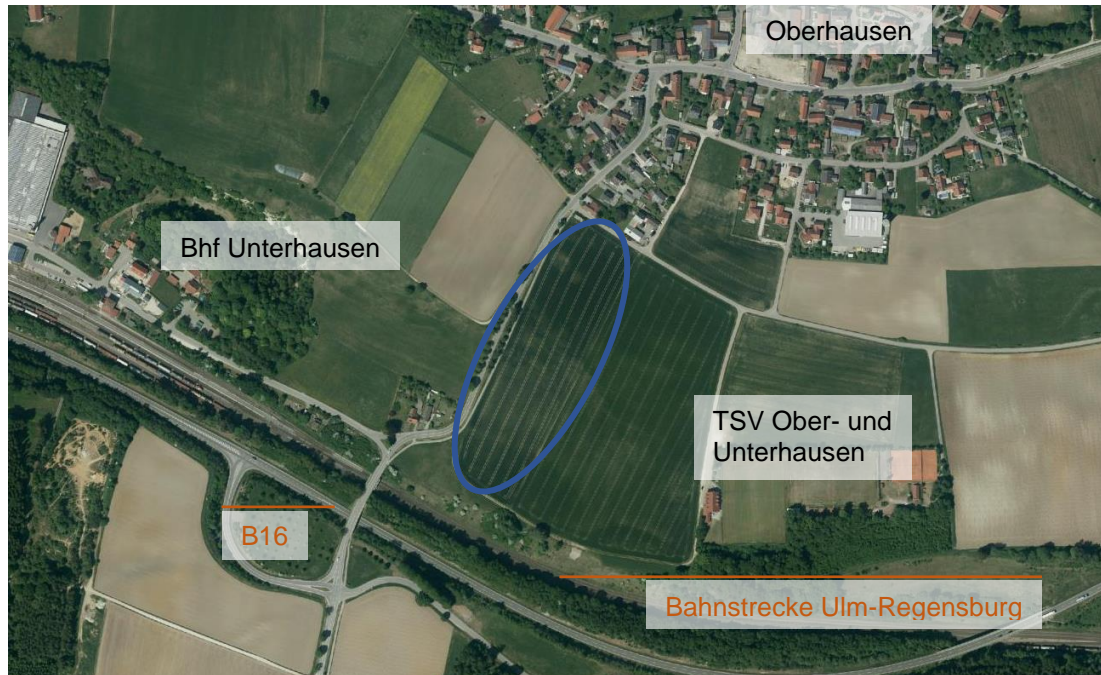 Oberhausen
Bhf Unterhausen
TSV Ober- und
Unterhausen
B16
Bahnstrecke Ulm-Regensburg